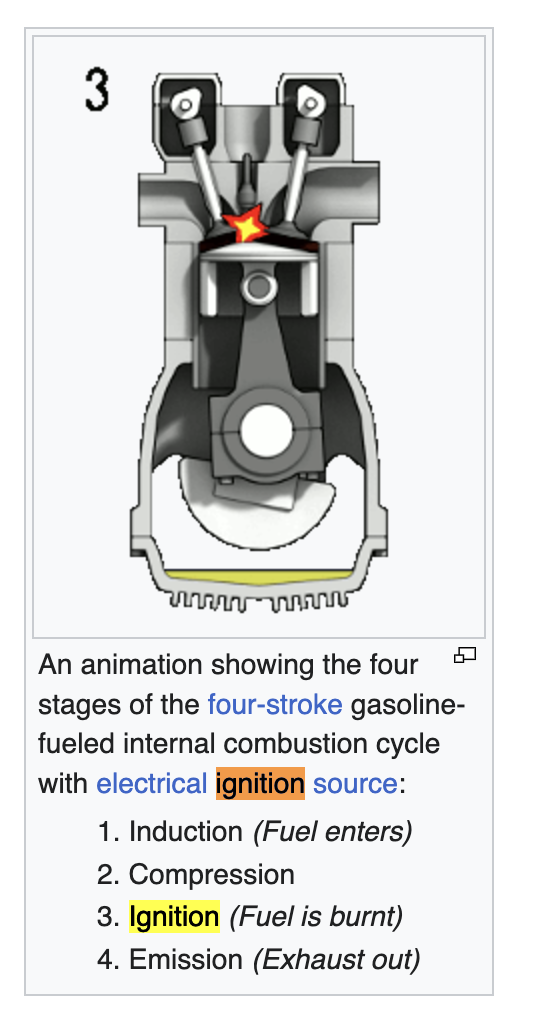 3
An animation showing the four
stages of the four-stroke gasoline-
fueled internal combustion cycle
with electrical ignition source:
1. Induction (Fuel enters)
2. Compression
3. Ignition (Fuel is burnt)
4. Emission (Exhaust out)